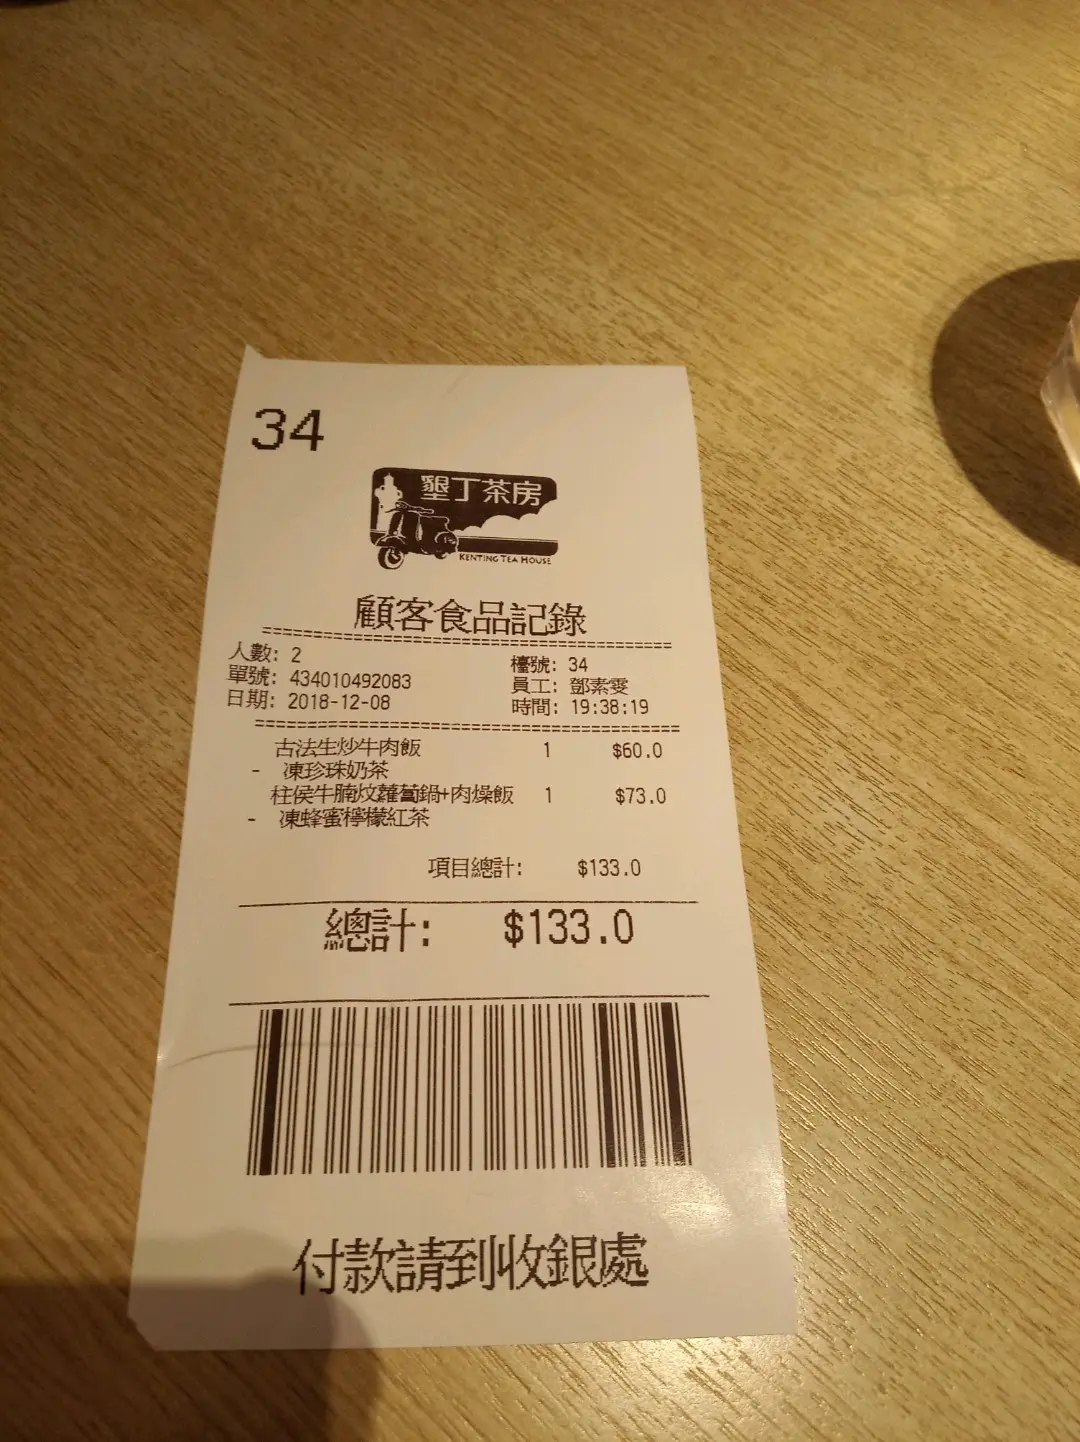 34
墾丁茶房
KENTING TEA HOUSE
顧客食品記錄
人數: 2
檯號: 34
單號: 434010492083
員工: 鄧素雯
日期: 2018-12-08
時間: 19:38:19
古法生炒牛肉飯 1 $60.0
- 凍珍珠奶茶
柱侯牛腩炆蘿蔔鍋+肉燥飯 1 $73.0
- 凍蜂蜜檸檬紅茶
項目總計: $133.0
總計: $133.0
付款請到收銀處